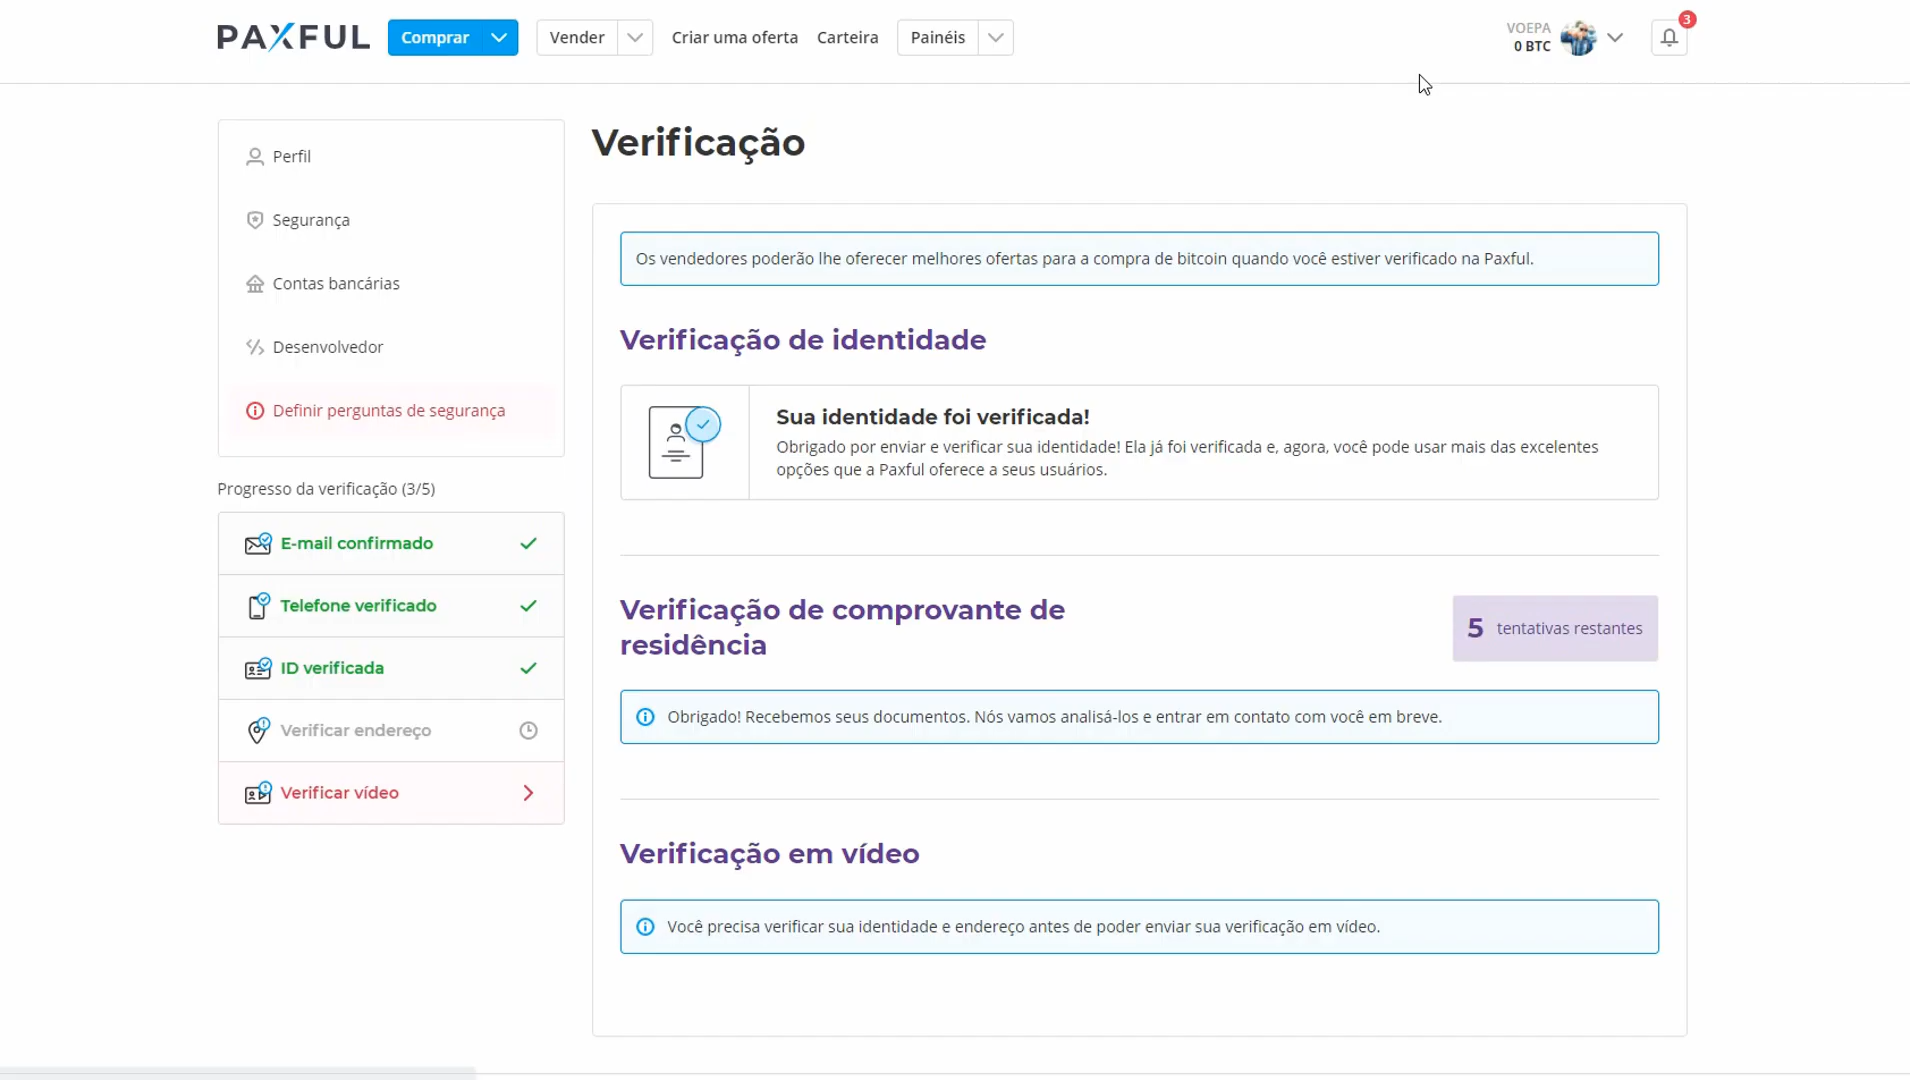 PAXFUL
Comprar
Vender
Criar uma oferta
Carteira
Painéis
VOEPA
0 BTC
3
Perfil
Segurança
Contas bancárias
Desenvolvedor
Definir perguntas de segurança
Progresso da verificação (3/5)
E-mail confirmado
Telefone verificado
ID verificada
Verificar endereço
Verificar vídeo
Verificação
Os vendedores poderão lhe oferecer melhores ofertas para a compra de bitcoin quando você estiver verificado na Paxful.
Verificação de identidade
Sua identidade foi verificada!
Obrigado por enviar e verificar sua identidade! Ela já foi verificada e, agora, você pode usar mais das excelentes
opções que a Paxful oferece a seus usuários.
Verificação de comprovante de
residência
5 tentativas restantes
Obrigado! Recebemos seus documentos. Nós vamos analisá-los e entrar em contato com você em breve.
Verificação em vídeo
Você precisa verificar sua identidade e endereço antes de poder enviar sua verificação em vídeo.